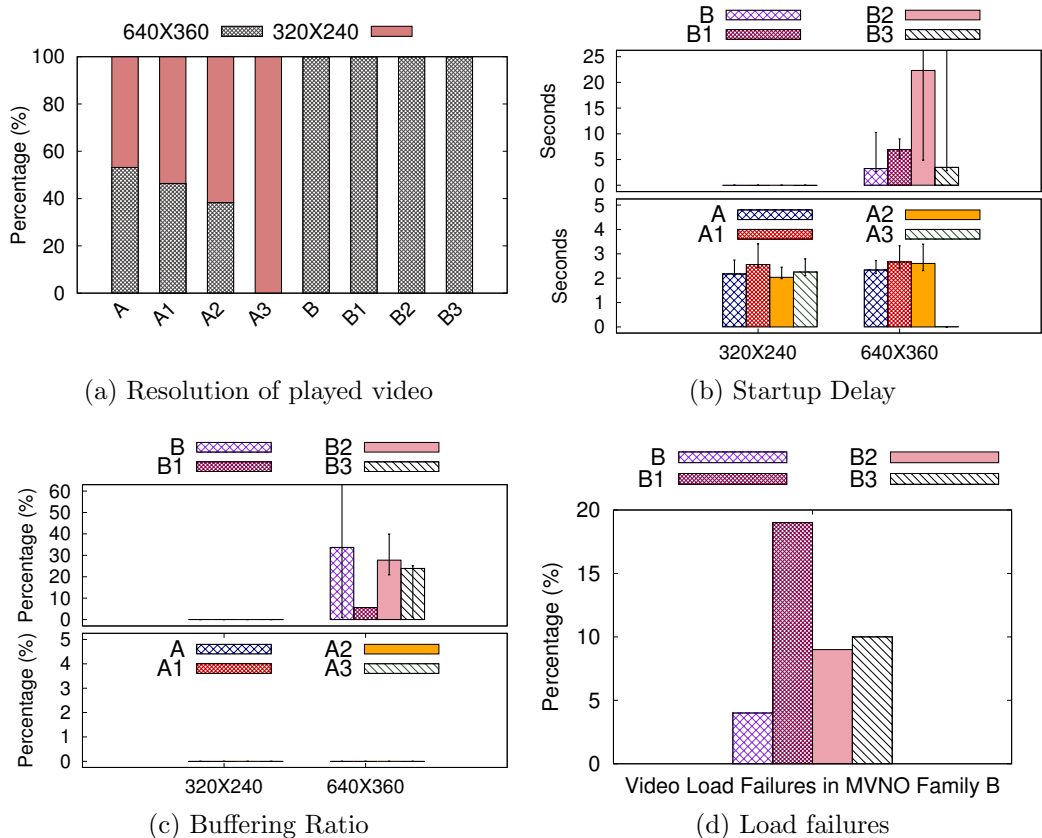 640X360 320X240
Percentage (%)
100
80
60
40
20
0
A A1 A2 A3 B B1 B2 B3
(a) Resolution of played video
B B2
B1 B3
Seconds
25
20
15
10
5
0
A A2
A1 A3
Seconds
5
4
3
2
1
0
320X240 640X360
(b) Startup Delay
B B2
B1 B3
Percentage (%)
60
50
40
30
20
10
0
A A2
A1 A3
Percentage (%)
5
4
3
2
1
0
320X240 640X360
(c) Buffering Ratio
B B2
B1 B3
Percentage (%)
20
15
10
5
0
Video Load Failures in MVNO Family B
(d) Load failures